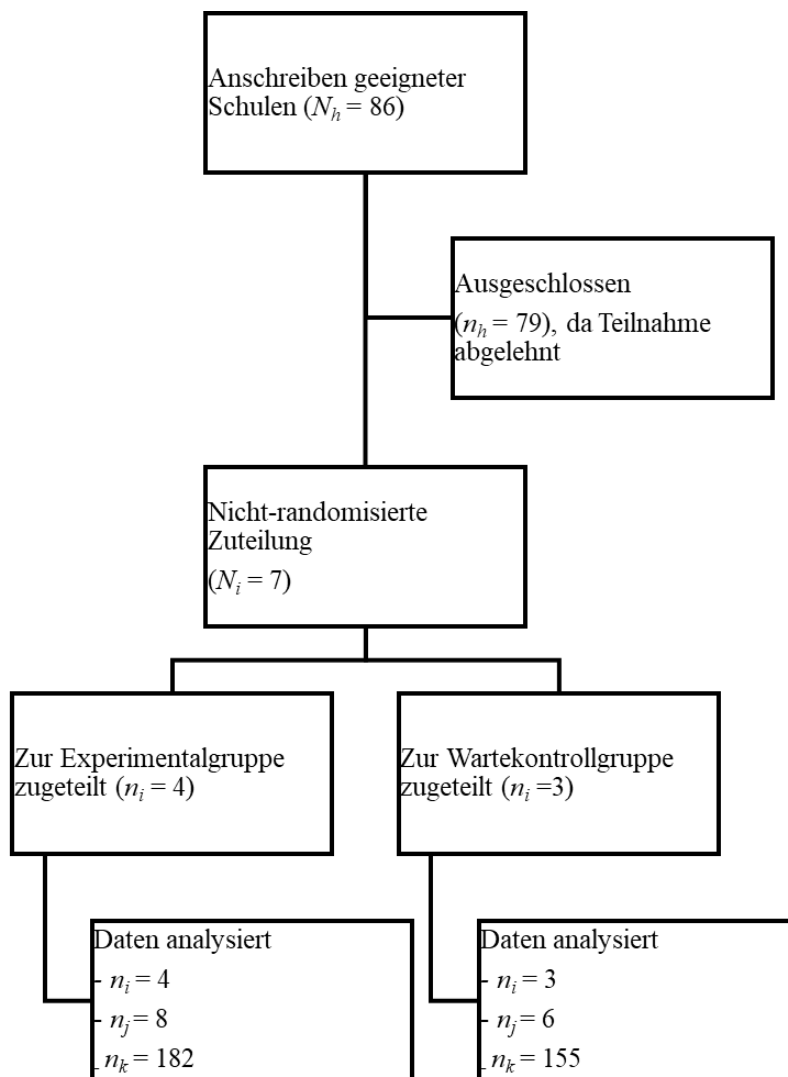 Anschreiben geeigneter
Schulen (Nh = 86)
Ausgeschlossen
(nh = 79), da Teilnahme
abgelehnt
Nicht-randomisierte
Zuteilung
(Ni = 7)
Zur Experimentalgruppe
zugeteilt (ni = 4)
Zur Wartekontrollgruppe
zugeteilt (ni =3)
Daten analysiert
- ni = 4
- nj = 8
- nk = 182
Daten analysiert
- ni = 3
- nj = 6
- nk = 155